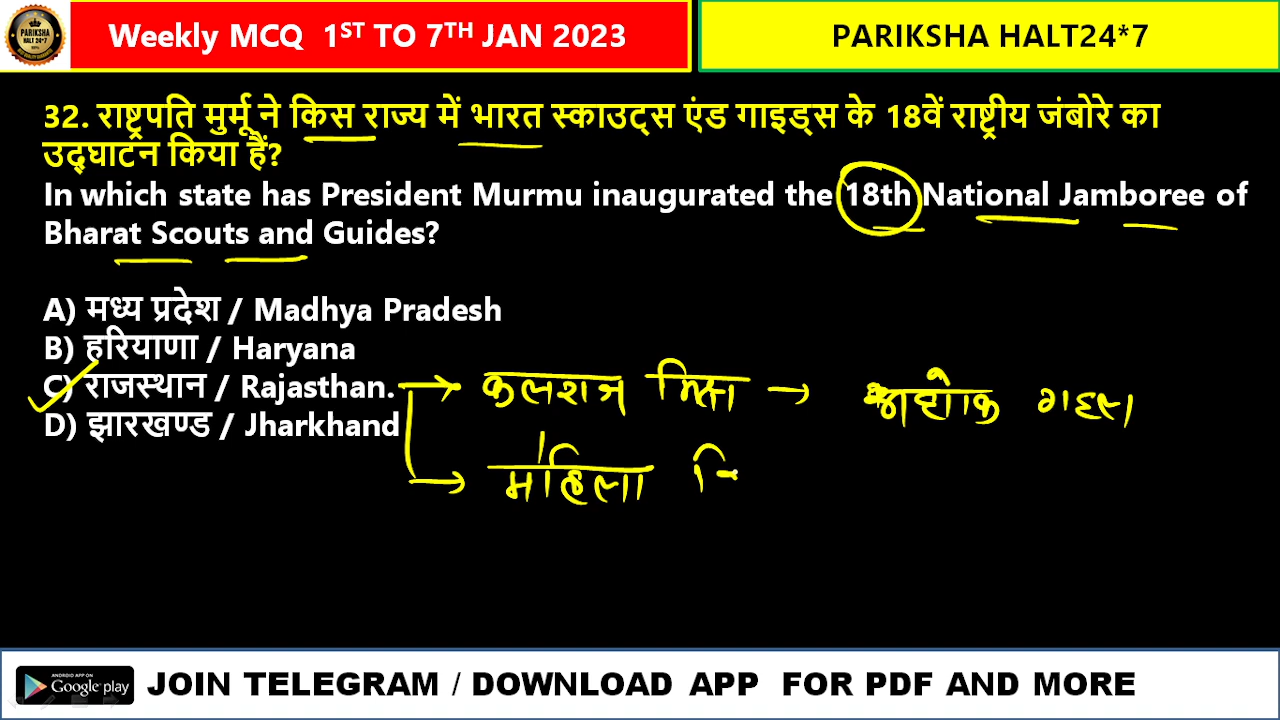 PARIKSHA
HALT 24*7
Weekly MCQ 1ST TO 7TH JAN 2023
PARIKSHA HALT24*7
32. राष्ट्रपति मुर्मू ने किस राज्य में भारत स्काउट्स एंड गाइड्स के 18वें राष्ट्रीय जंबोरे का
उद्घाटन किया हैं?
In which state has President Murmu inaugurated the 18th National Jamboree of
Bharat Scouts and Guides?
A) मध्य प्रदेश / Madhya Pradesh
B) हरियाणा / Haryana
C) राजस्थान / Rajasthan.
D) झारखण्ड / Jharkhand
महिला
ANDROID APP ON
Google play
JOIN TELEGRAM / DOWNLOAD APP FOR PDF AND MORE